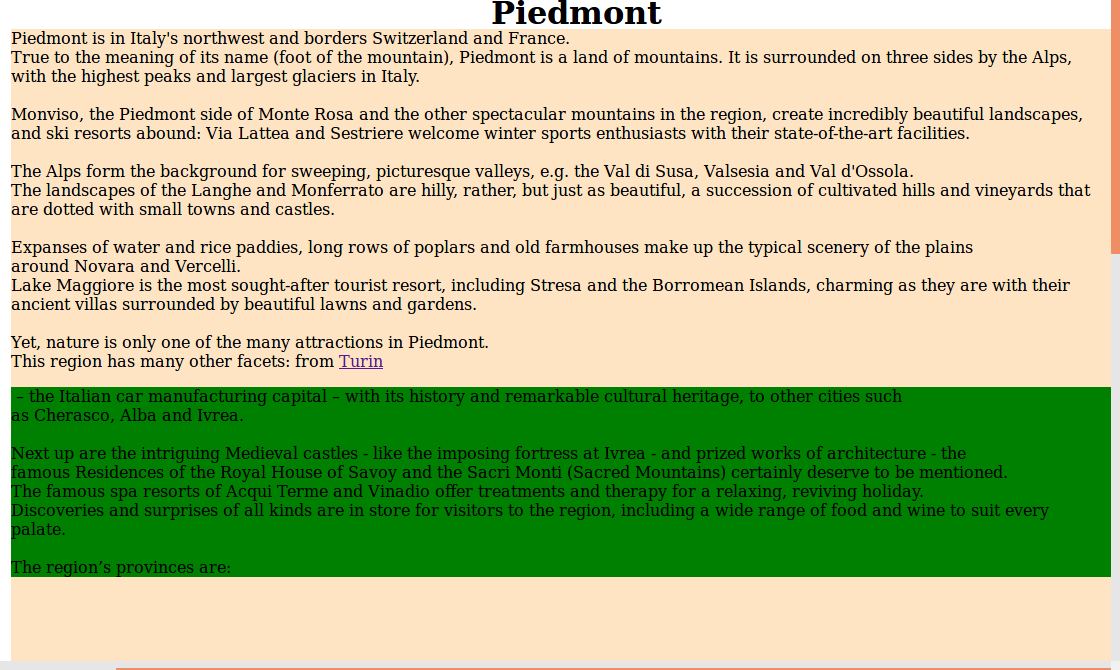 Piedmont
Piedmont is in Italy's northwest and borders Switzerland and France.
True to the meaning of its name (foot of the mountain), Piedmont is a land of mountains. It is surrounded on three sides by the Alps,
with the highest peaks and largest glaciers in Italy.
Monviso, the Piedmont side of Monte Rosa and the other spectacular mountains in the region, create incredibly beautiful landscapes,
and ski resorts abound: Via Lattea and Sestriere welcome winter sports enthusiasts with their state-of-the-art facilities.
The Alps form the background for sweeping, picturesque valleys, e.g. the Val di Susa, Valsesia and Val d'Ossola.
The landscapes of the Langhe and Monferrato are hilly, rather, but just as beautiful, a succession of cultivated hills and vineyards that
are dotted with small towns and castles.
Expanses of water and rice paddies, long rows of poplars and old farmhouses make up the typical scenery of the plains
around Novara and Vercelli.
Lake Maggiore is the most sought-after tourist resort, including Stresa and the Borromean Islands, charming as they are with their
ancient villas surrounded by beautiful lawns and gardens.
Yet, nature is only one of the many attractions in Piedmont.
This region has many other facets: from Turin
– the Italian car manufacturing capital – with its history and remarkable cultural heritage, to other cities such
as Cherasco, Alba and Ivrea.
Next up are the intriguing Medieval castles - like the imposing fortress at Ivrea - and prized works of architecture - the
famous Residences of the Royal House of Savoy and the Sacri Monti (Sacred Mountains) certainly deserve to be mentioned.
The famous spa resorts of Acqui Terme and Vinadio offer treatments and therapy for a relaxing, reviving holiday.
Discoveries and surprises of all kinds are in store for visitors to the region, including a wide range of food and wine to suit every
palate.
The region’s provinces are: